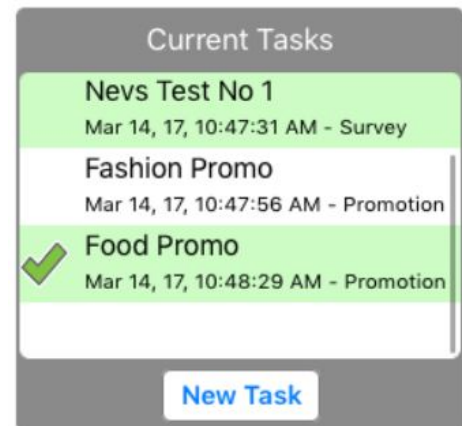 Current Tasks
Nevs Test No 1
Mar 14, 17, 10:47:31 AM - Survey
Fashion Promo
Mar 14, 17, 10:47:56 AM - Promotion
Food Promo
Mar 14, 17, 10:48:29 AM - Promotion
New Task